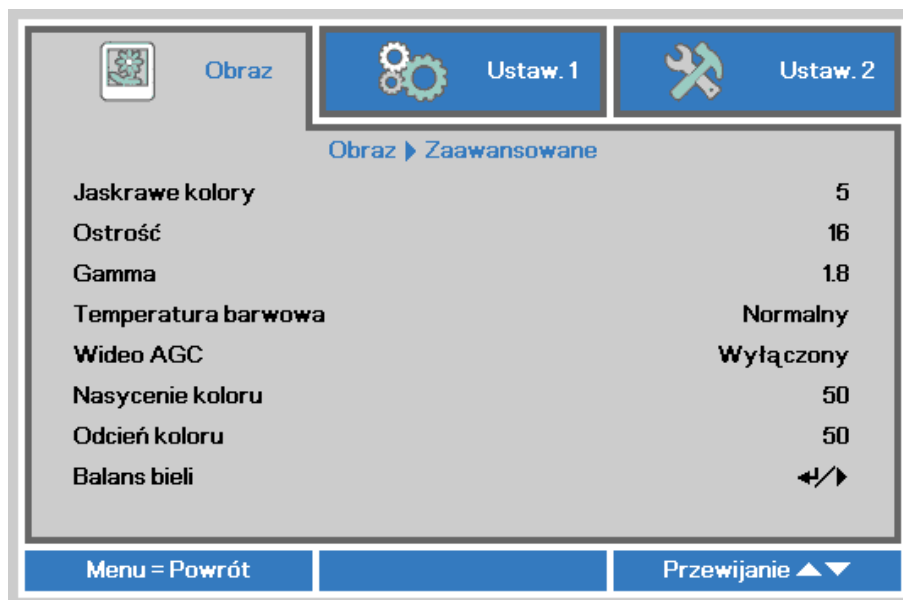 Obraz Ustaw. 1 Ustaw. 2
Obraz ▶ Zaawansowane
Jaskrawe kolory 5
Ostrość 16
Gamma 1.8
Temperatura barwowa Normalny
Wideo AGC Wyłączony
Nasycenie koloru 50
Odcień koloru 50
Balans bieli ↵/▶
Menu = Powrót Przewijanie ▲▼